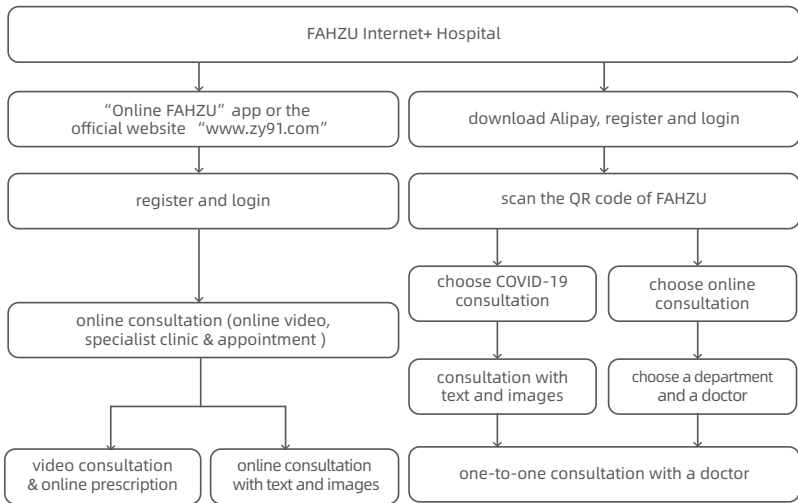 FAHZU Internet+ Hospital
“Online FAHZU” app or the
official website “www.zy91.com”
download Alipay, register and login
register and login
scan the QR code of FAHZU
choose COVID-19
consultation
choose online
consultation
online consultation (online video,
specialist clinic & appointment )
consultation with
text and images
choose a department
and a doctor
video consultation
& online prescription
online consultation
with text and images
one-to-one consultation with a doctor